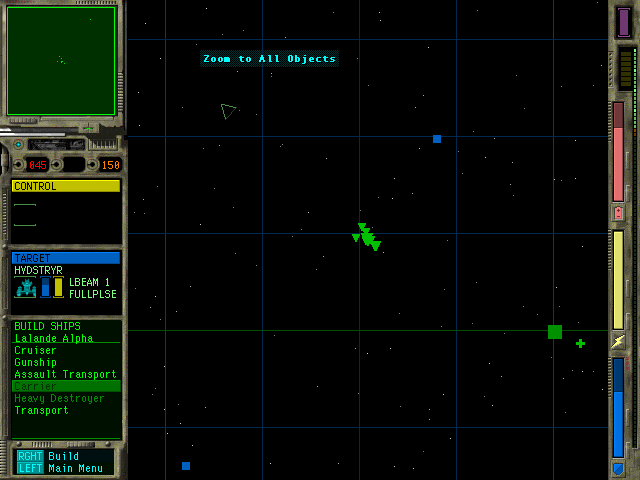 Zoom to All Objects
045 150
CONTROL
TARGET
HVDSTRYR
LBEAM 1
FULLPLSE
BUILD SHIPS
Lalande Alpha
Cruiser
Gunship
Assault Transport
Carrier
Heavy Destroyer
Transport
RGHT Build
LEFT Main Menu